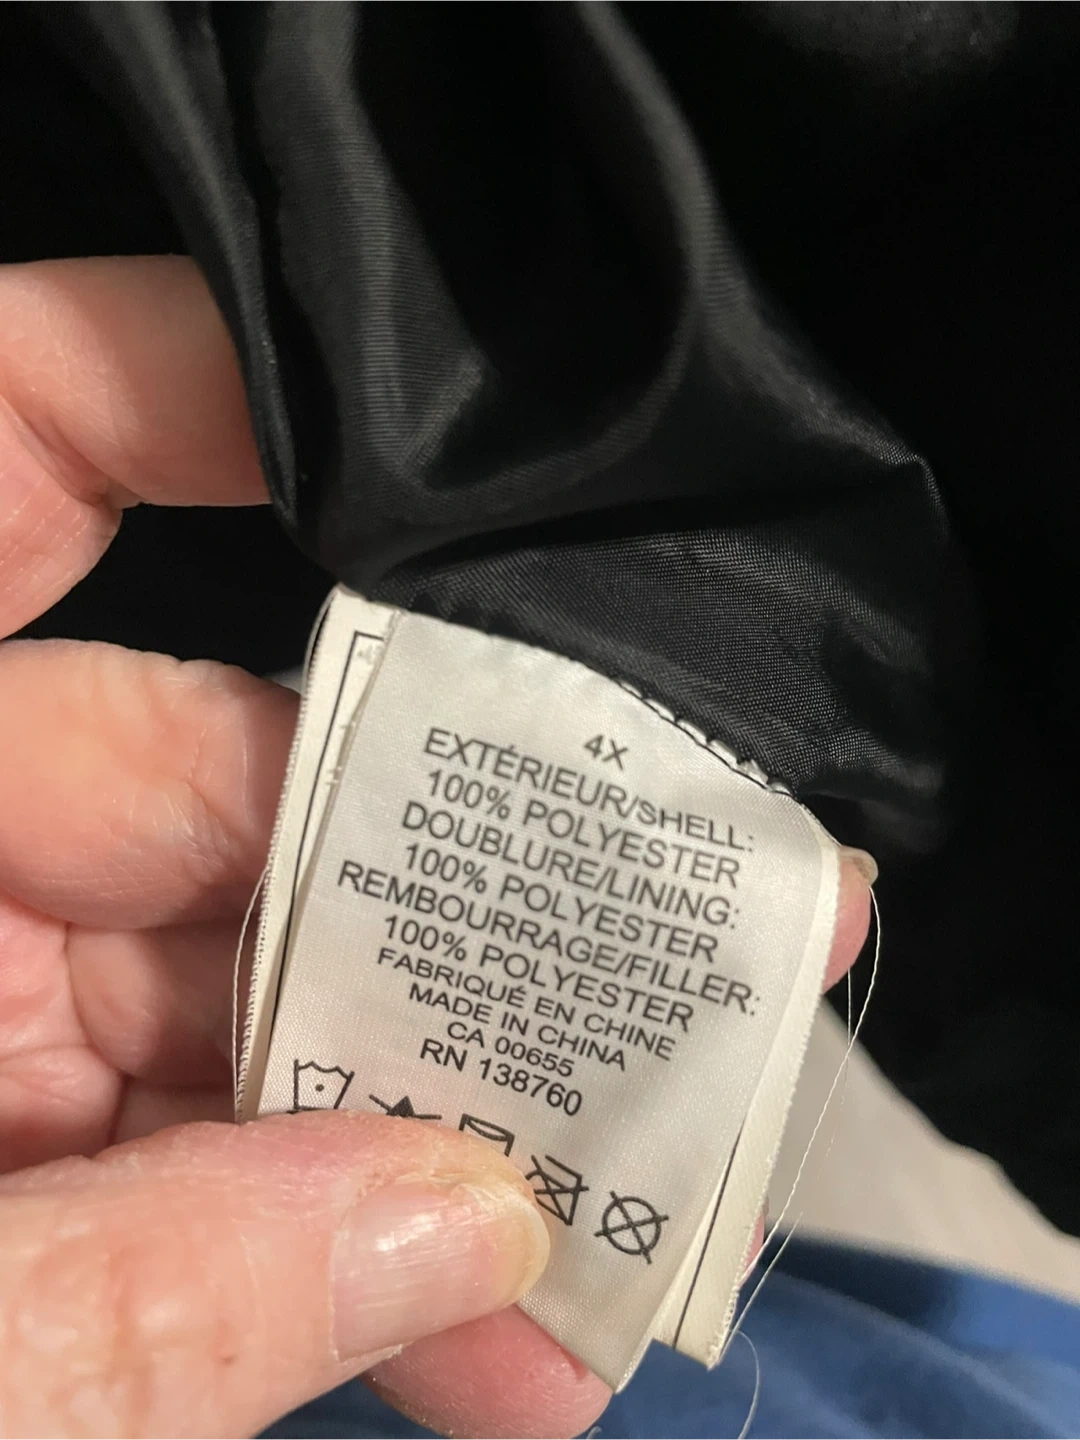 4X
EXTÉRIEUR/SHELL:
100% POLYESTER
DOUBLURE/LINING:
100% POLYESTER
REMBOURRAGE/FILLER:
100% POLYESTER
FABRIQUÉ EN CHINE
MADE IN CHINA
CA 00655
RN 138760